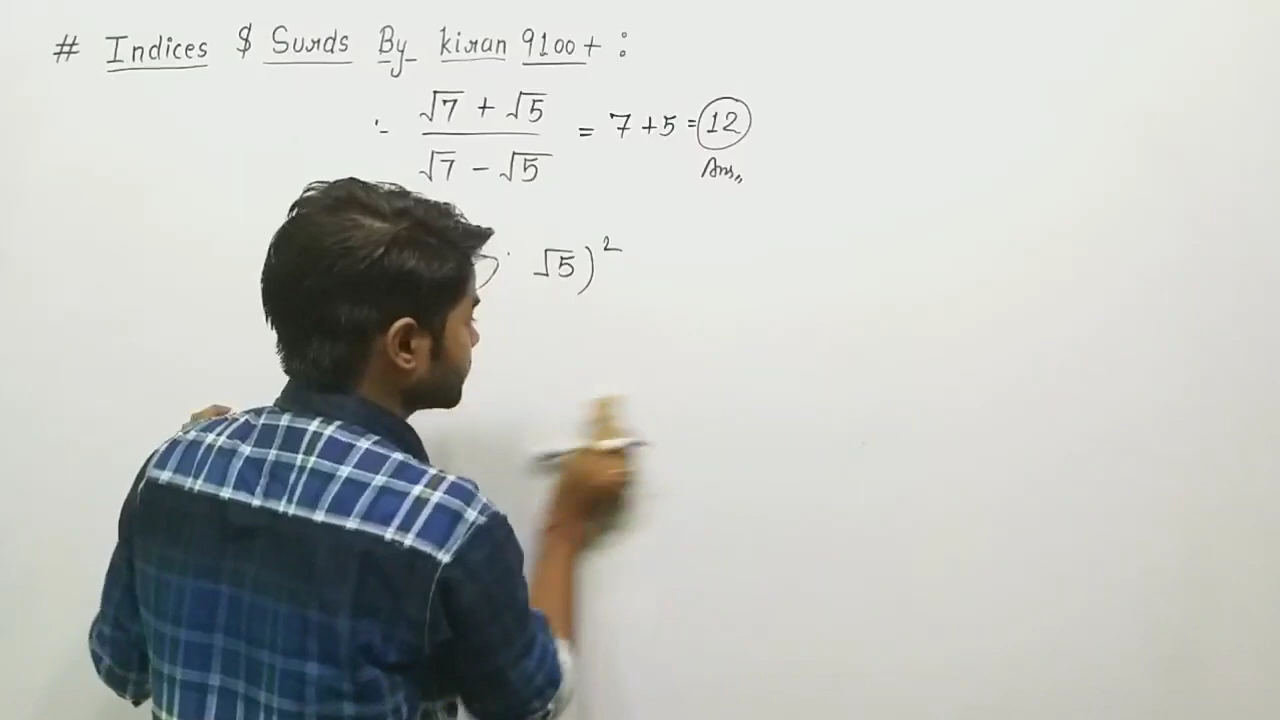 # Indices $ Surds By kiran 9100+ :
∴ √7 + √5 / √7 - √5 = 7 + 5 = 12
Ans,,
√5)²